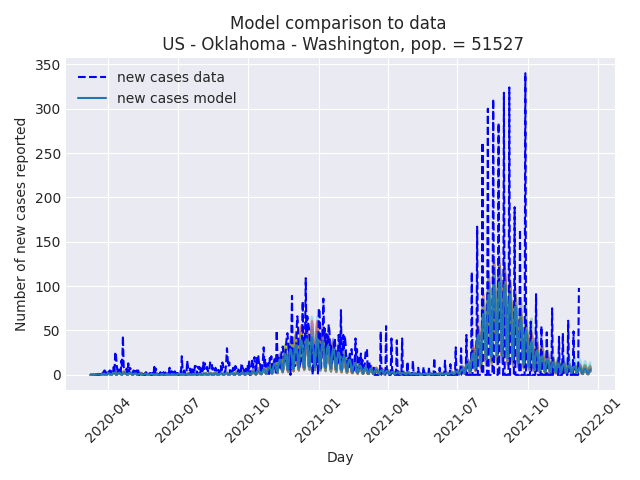 Model comparison to data
US - Oklahoma - Washington, pop. = 51527
350
300
250
200
150
100
50
0
Number of new cases reported
new cases data
new cases model
2020-04
2020-07
2020-10
2021-01
2021-04
2021-07
2021-10
2022-01
Day